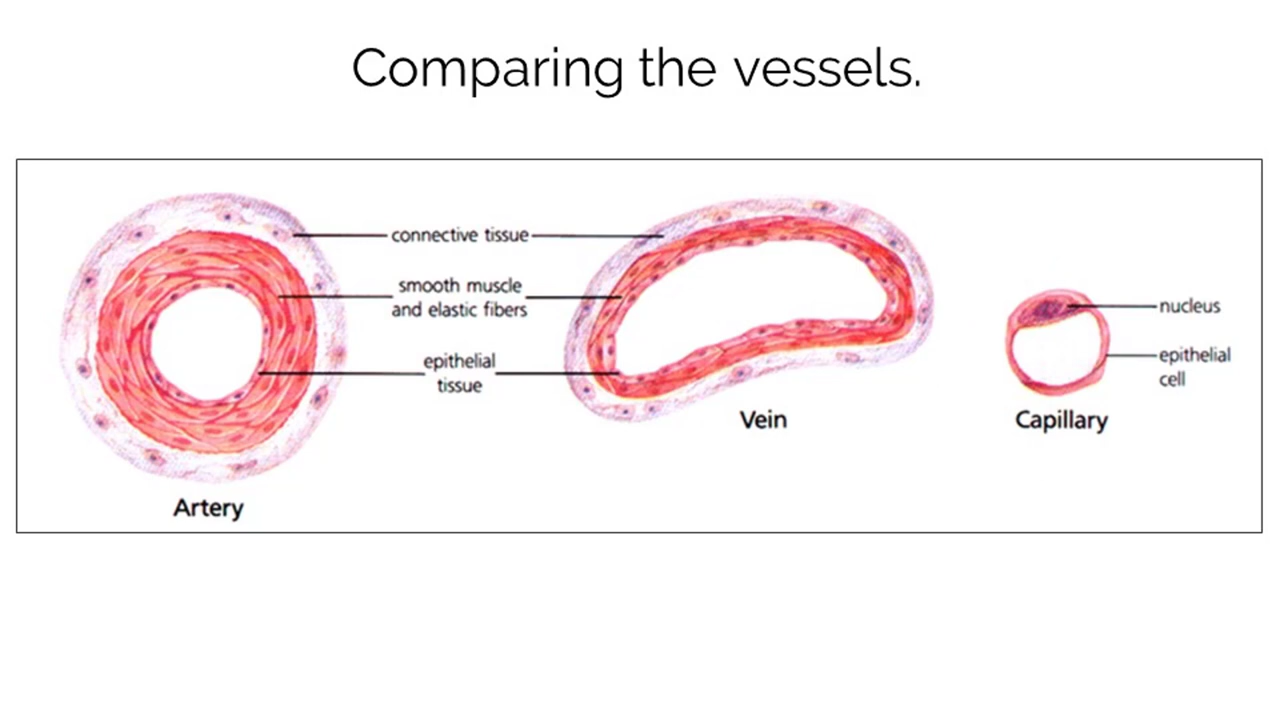 Comparing the vessels.
connective tissue
smooth muscle
and elastic fibers
epithelial
tissue
Artery
Vein
nucleus
epithelial
cell
Capillary